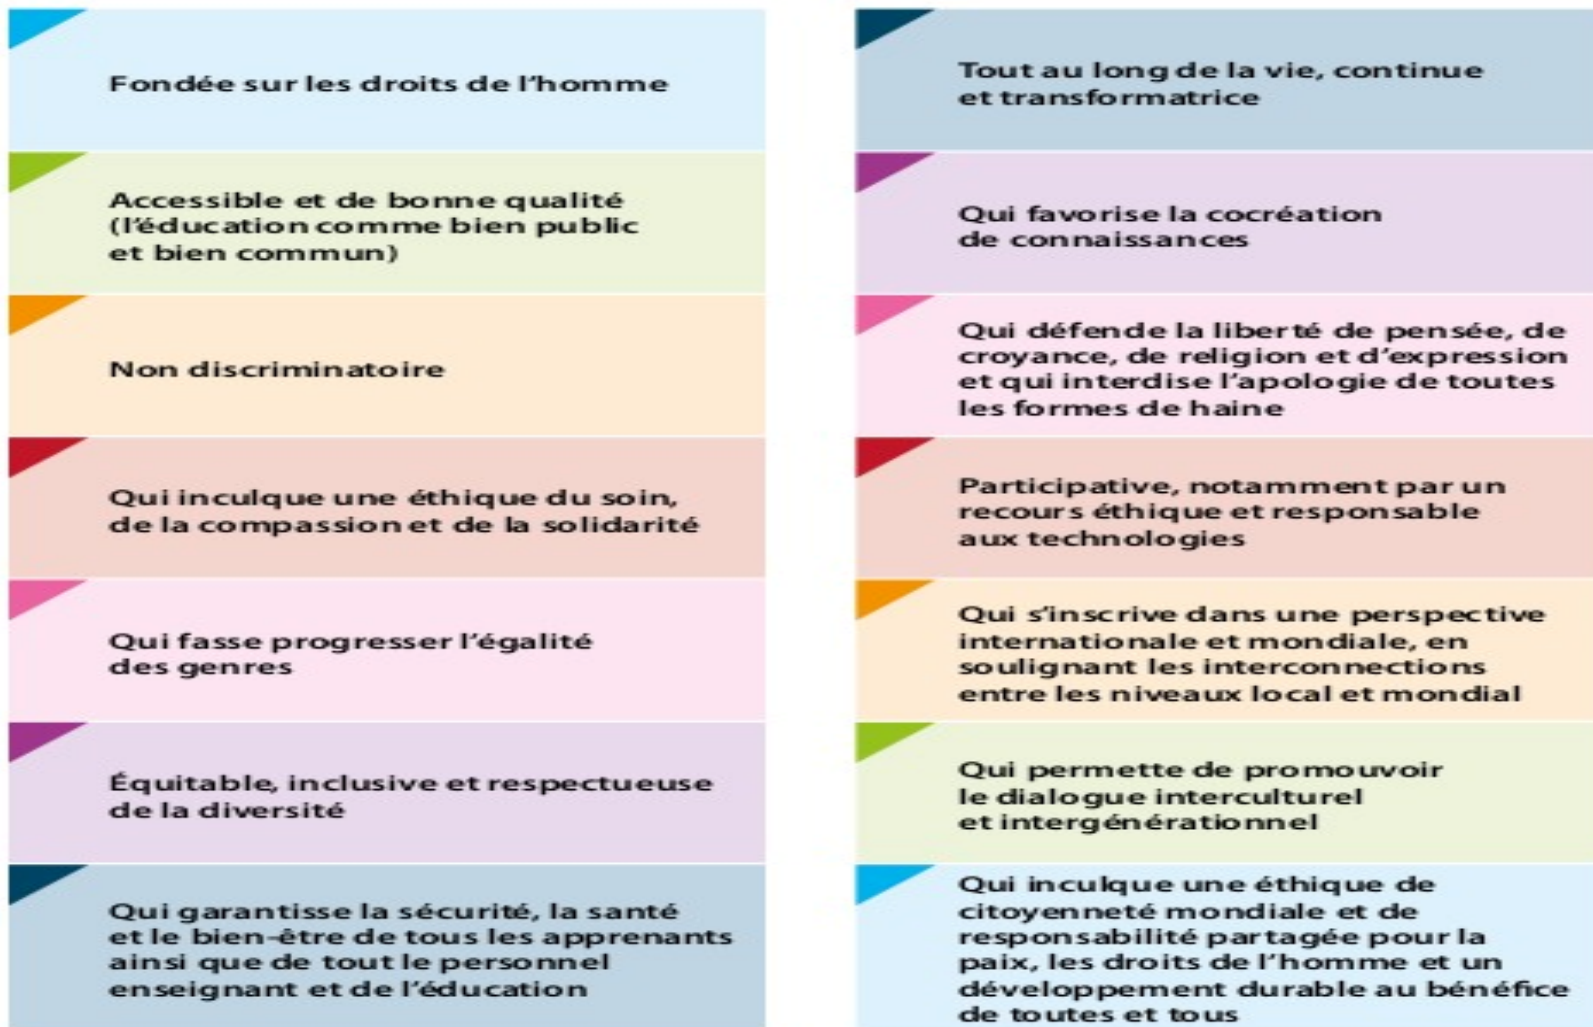 Fondée sur les droits de l'homme
Accessible et de bonne qualité
(l'éducation comme bien public
et bien commun)
Non discriminatoire
Qui inculque une éthique du soin,
de la compassion et de la solidarité
Qui fasse progresser l'égalité
des genres
Équitable, inclusive et respectueuse
de la diversité
Qui garantisse la sécurité, la santé
et le bien-être de tous les apprenants
ainsi que de tout le personnel
enseignant et de l'éducation
Tout au long de la vie, continue
et transformatrice
Qui favorise la cocréation
de connaissances
Qui défende la liberté de pensée, de
croyance, de religion et d'expression
et qui interdise l'apologie de toutes
les formes de haine
Participative, notamment par un
recours éthique et responsable
aux technologies
Qui s'inscrive dans une perspective
internationale et mondiale, en
soulignant les interconnections
entre les niveaux local et mondial
Qui permette de promouvoir
le dialogue interculturel
et intergénérationnel
Qui inculque une éthique de
citoyenneté mondiale et de
responsabilité partagée pour la
paix, les droits de l'homme et un
développement durable au bénéfice
de toutes et tous